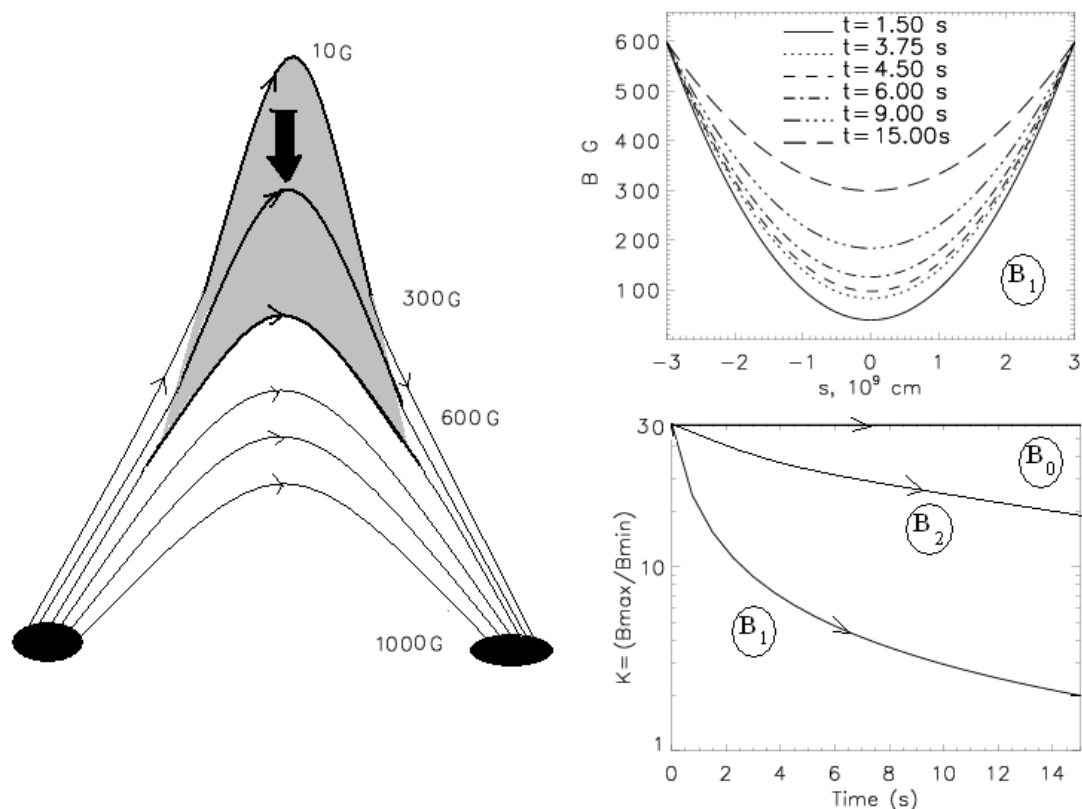 10G
300G
600G
1000G
t=1.50 s
t=3.75 s
t=4.50 s
t=6.00 s
t=9.00 s
t=15.00s
600
500
400
300
200
100
B G
B1
-3 -2 -1 0 1 2 3
s, 10⁹ cm
30
10
1
K=(Bmax/Bmin)
B0
B2
B1
0 2 4 6 8 10 12 14
Time (s)